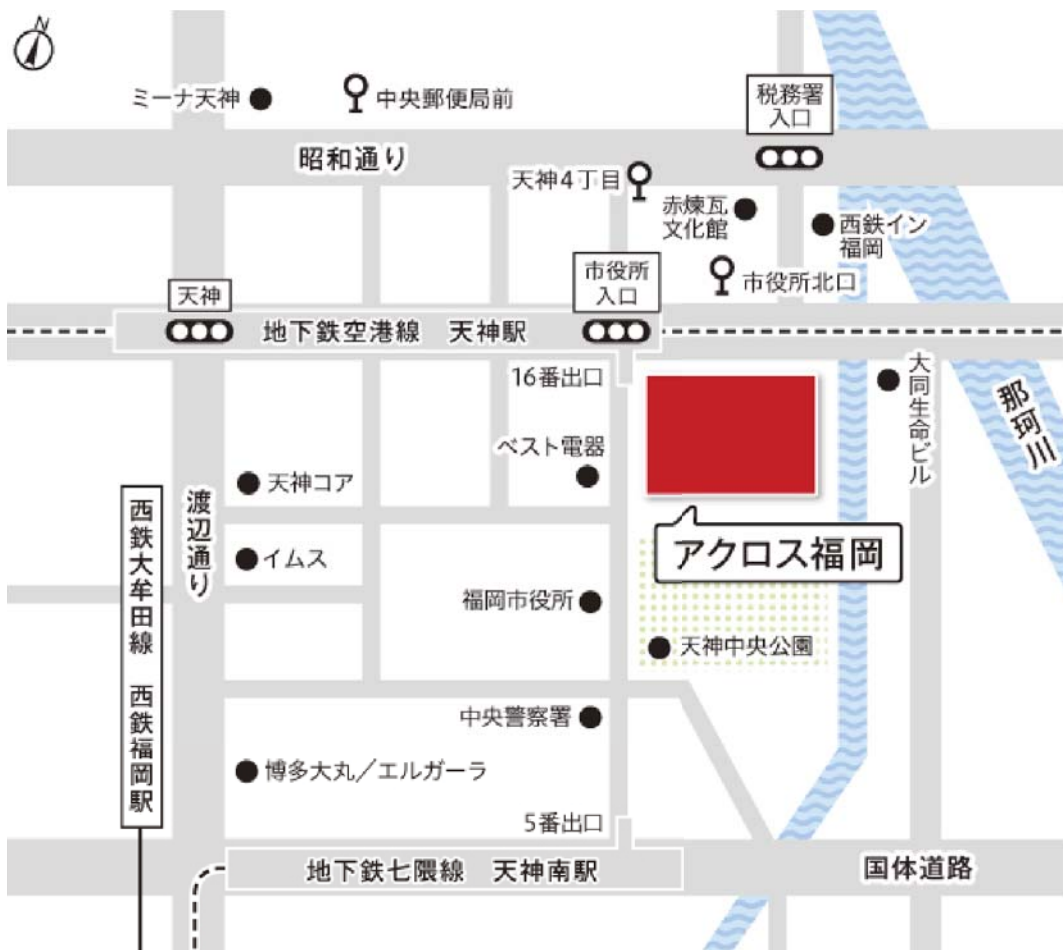 N
ミーナ天神
中央郵便局前
税務署
入口
昭和通り
天神4丁目
赤煉瓦
文化館
西鉄イン
福岡
市役所
入口
市役所北口
天神
地下鉄空港線 天神駅
16番出口
大同生命ビル
那珂川
ベスト電器
天神コア
渡辺通り
西鉄大牟田線 西鉄福岡駅
アクロス福岡
イムス
福岡市役所
天神中央公園
中央警察署
博多大丸/エルガーラ
5番出口
地下鉄七隈線 天神南駅
国体道路